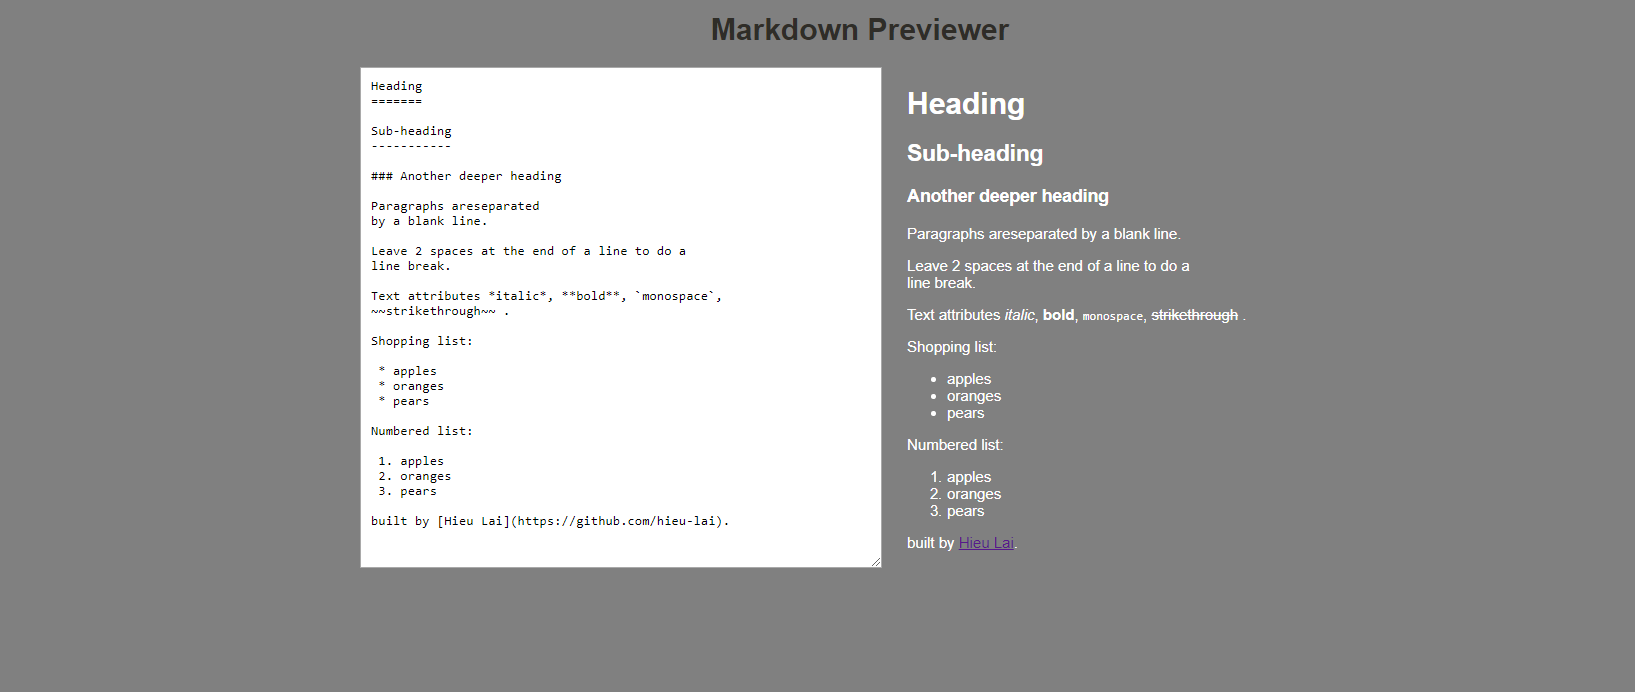 Markdown Previewer
Heading
=======
Sub-heading
-----------
### Another deeper heading
Paragraphs areseparated
by a blank line.
Leave 2 spaces at the end of a line to do a
line break.
Text attributes *italic*, **bold**, `monospace`,
~~strikethrough~~ .
Shopping list:
* apples
* oranges
* pears
Numbered list:
1. apples
2. oranges
3. pears
built by [Hieu Lai](https://github.com/hieu-lai).
Heading
Sub-heading
Another deeper heading
Paragraphs areseparated by a blank line.
Leave 2 spaces at the end of a line to do a
line break.
Text attributes italic, bold, monospace, strikethrough .
Shopping list:
• apples
• oranges
• pears
Numbered list:
1. apples
2. oranges
3. pears
built by Hieu Lai.